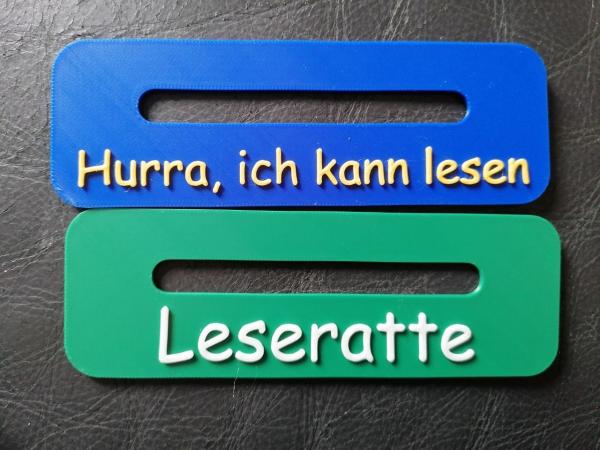 Hurra, ich kann lesen
Leseratte